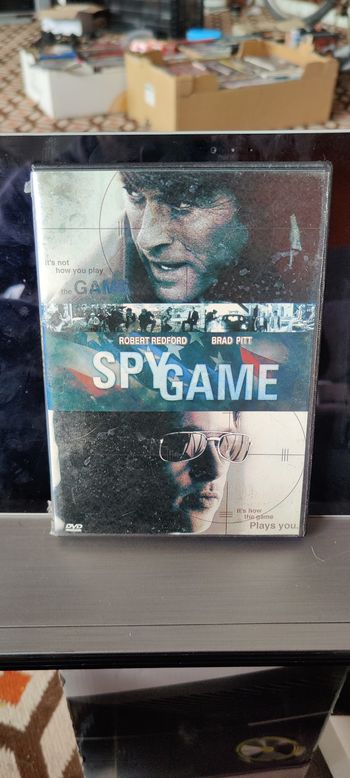 It's not
how you play
the GAME
ROBERT REDFORD BRAD PITT
SPY GAME
It's how
the game
Plays you.
DVD